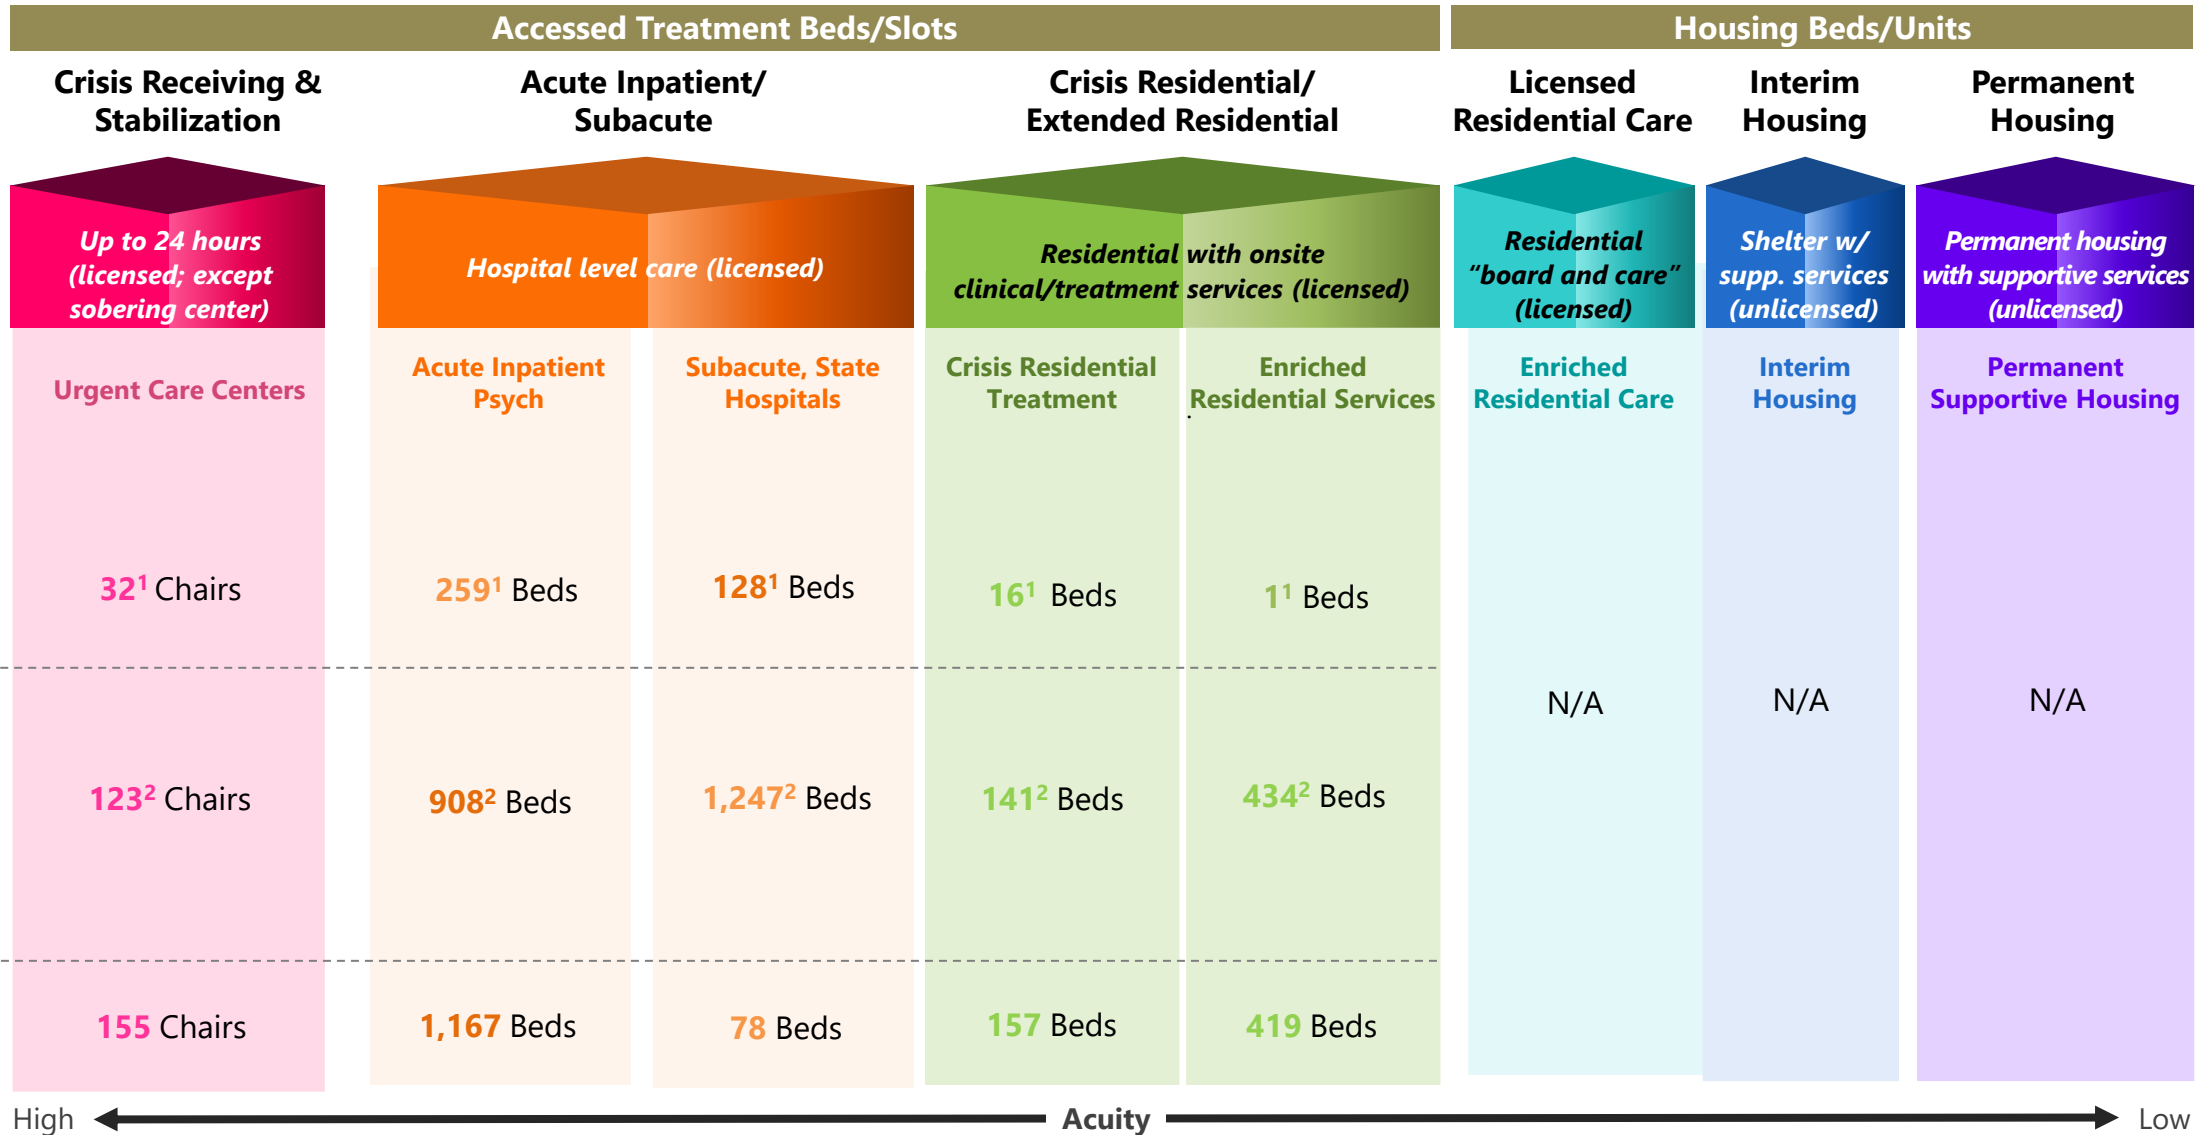 Accessed Treatment Beds/Slots
Housing Beds/Units
Crisis Receiving &
Stabilization
Acute Inpatient/
Subacute
Crisis Residential/
Extended Residential
Licensed
Residential Care
Interim
Housing
Permanent
Housing
Up to 24 hours
(licensed; except
sobering center)
Hospital level care (licensed)
Residential with onsite
clinical/treatment services (licensed)
Residential
“board and care”
(licensed)
Shelter w/
supp. services
(unlicensed)
Permanent housing
with supportive services
(unlicensed)
Urgent Care Centers
Acute Inpatient
Psych
Subacute, State
Hospitals
Crisis Residential
Treatment
Enriched
Residential Services
.
Enriched
Residential Care
Interim
Housing
Permanent
Supportive Housing
32¹ Chairs
259¹ Beds
128¹ Beds
16¹ Beds
1¹ Beds
N/A
N/A
N/A
123² Chairs
908² Beds
1,247² Beds
141² Beds
434² Beds
155 Chairs
1,167 Beds
78 Beds
157 Beds
419 Beds
High
Acuity
Low